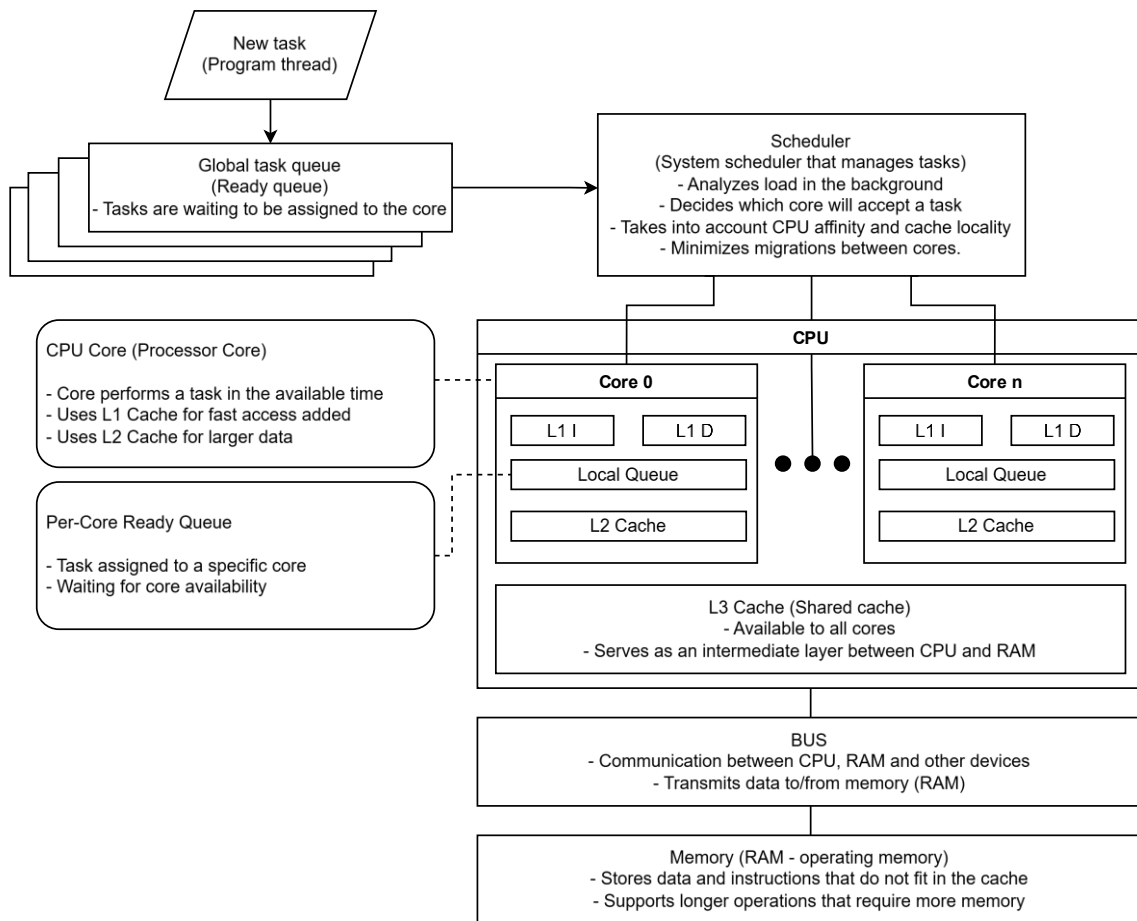 New task
(Program thread)
Global task queue
(Ready queue)
- Tasks are waiting to be assigned to the core
Scheduler
(System scheduler that manages tasks)
- Analyzes load in the background
- Decides which core will accept a task
- Takes into account CPU affinity and cache locality
- Minimizes migrations between cores.
CPU Core (Processor Core)
- Core performs a task in the available time
- Uses L1 Cache for fast access added
- Uses L2 Cache for larger data
Per-Core Ready Queue
- Task assigned to a specific core
- Waiting for core availability
CPU
Core 0
L1 I
L1 D
Local Queue
L2 Cache
Core n
L1 I
L1 D
Local Queue
L2 Cache
L3 Cache (Shared cache)
- Available to all cores
- Serves as an intermediate layer between CPU and RAM
BUS
- Communication between CPU, RAM and other devices
- Transmits data to/from memory (RAM)
Memory (RAM - operating memory)
- Stores data and instructions that do not fit in the cache
- Supports longer operations that require more memory